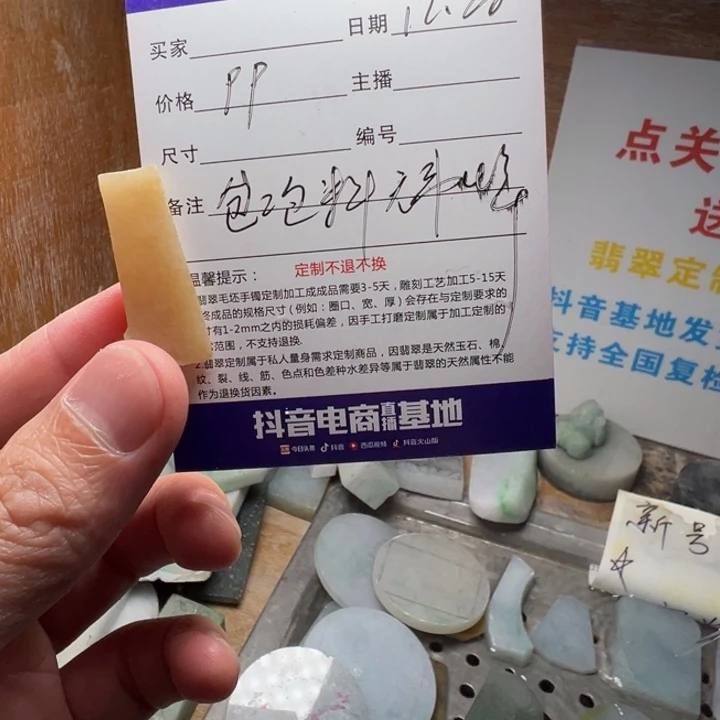 买家 日期 12.28
价格 PP 主播
尺寸 编号
备注 包泡料
温馨提示： 定制不退不换
翡翠毛坯手镯定制加工成成品需要3-5天，雕刻工艺加工5-15天
终成品的规格尺寸（例如：圈口、宽、厚）会存在与定制要求的
寸有1-2mm之内的损耗偏差，因手工打磨定制属于加工定制的
范围，不支持退换.
2.翡翠定制属于私人量身需求定制商品，因翡翠是天然玉石、棉，
纹、裂、线、筋、色点和色差种水差异等属于翡翠的天然属性不能
作为退换货因素。
抖音电商直播基地
今日头条 抖音 西瓜视频 抖音火山版
点关
送
翡翠定制
抖音基地发
支持全国复检
新号